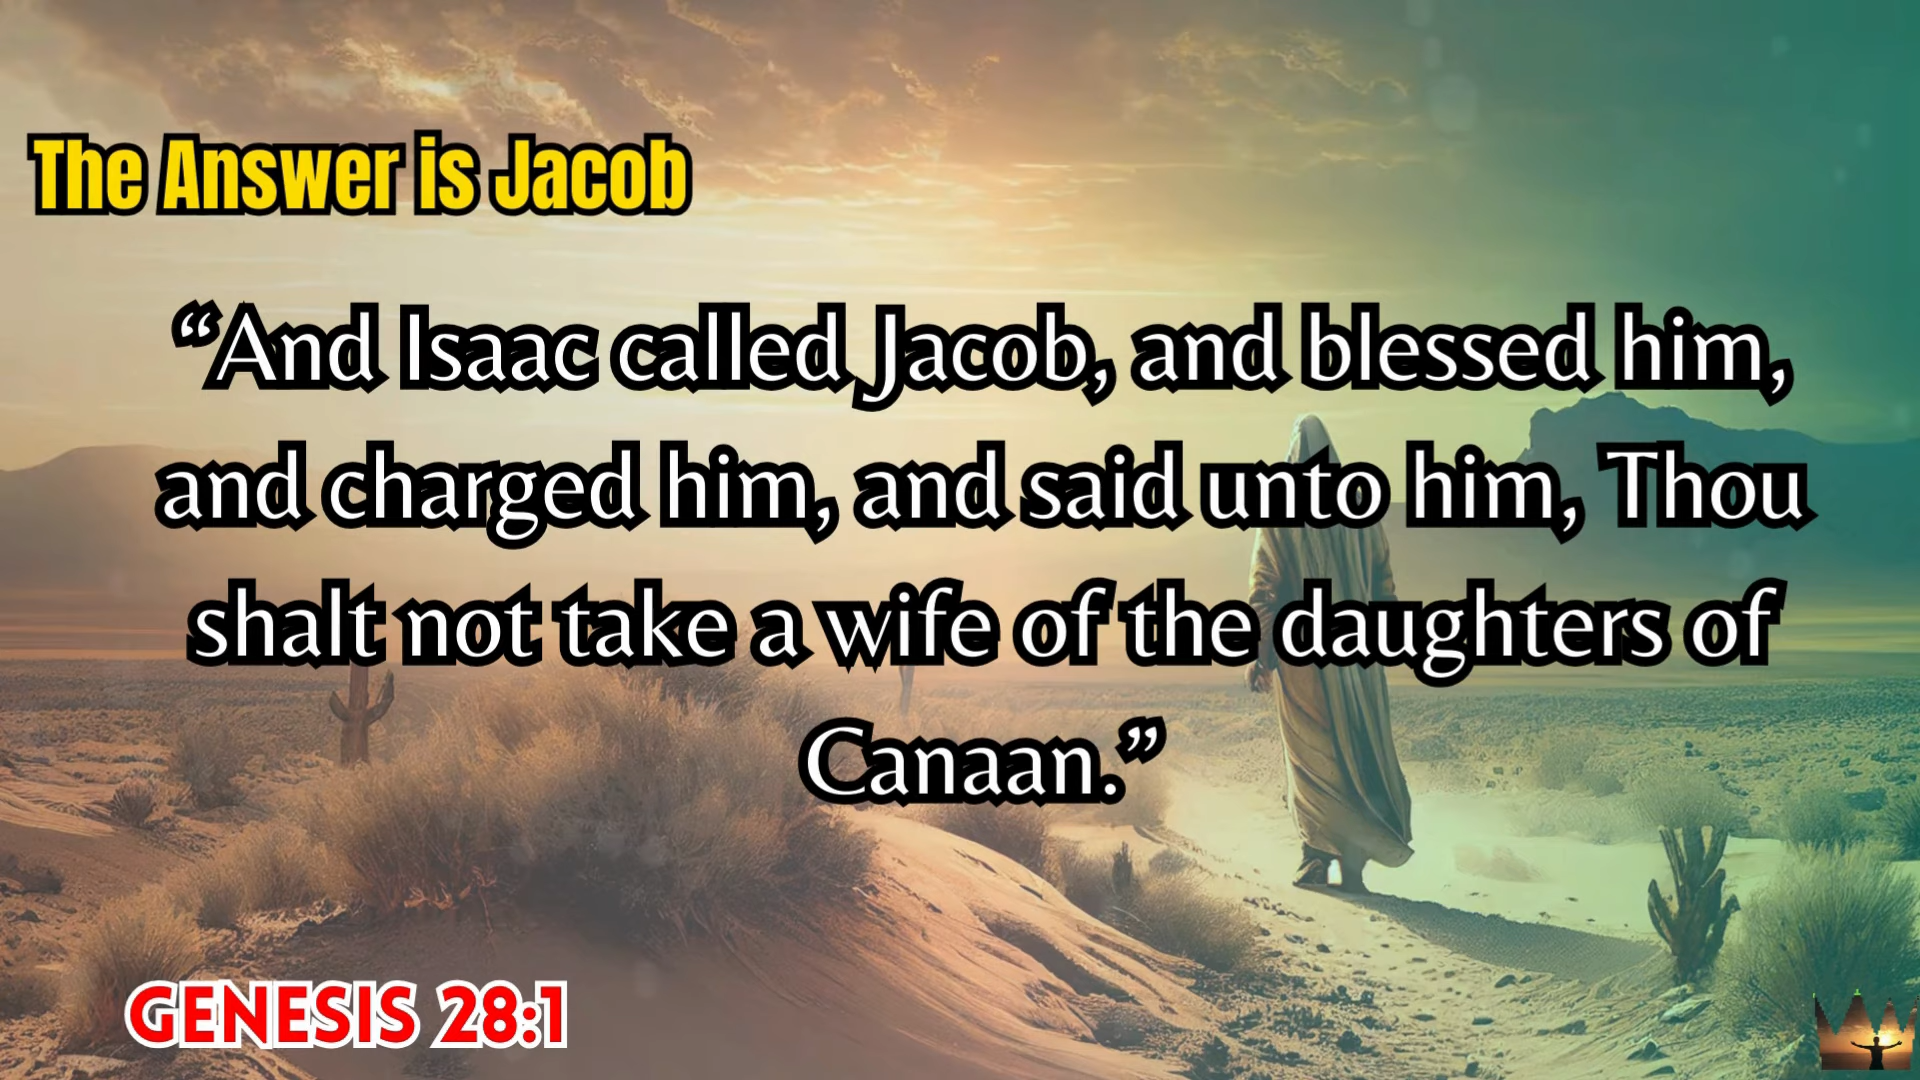 The Answer is Jacob
“And Isaac called Jacob, and blessed him,
and charged him, and said unto him, Thou
shalt not take a wife of the daughters of
Canaan.”
GENESIS 28:1